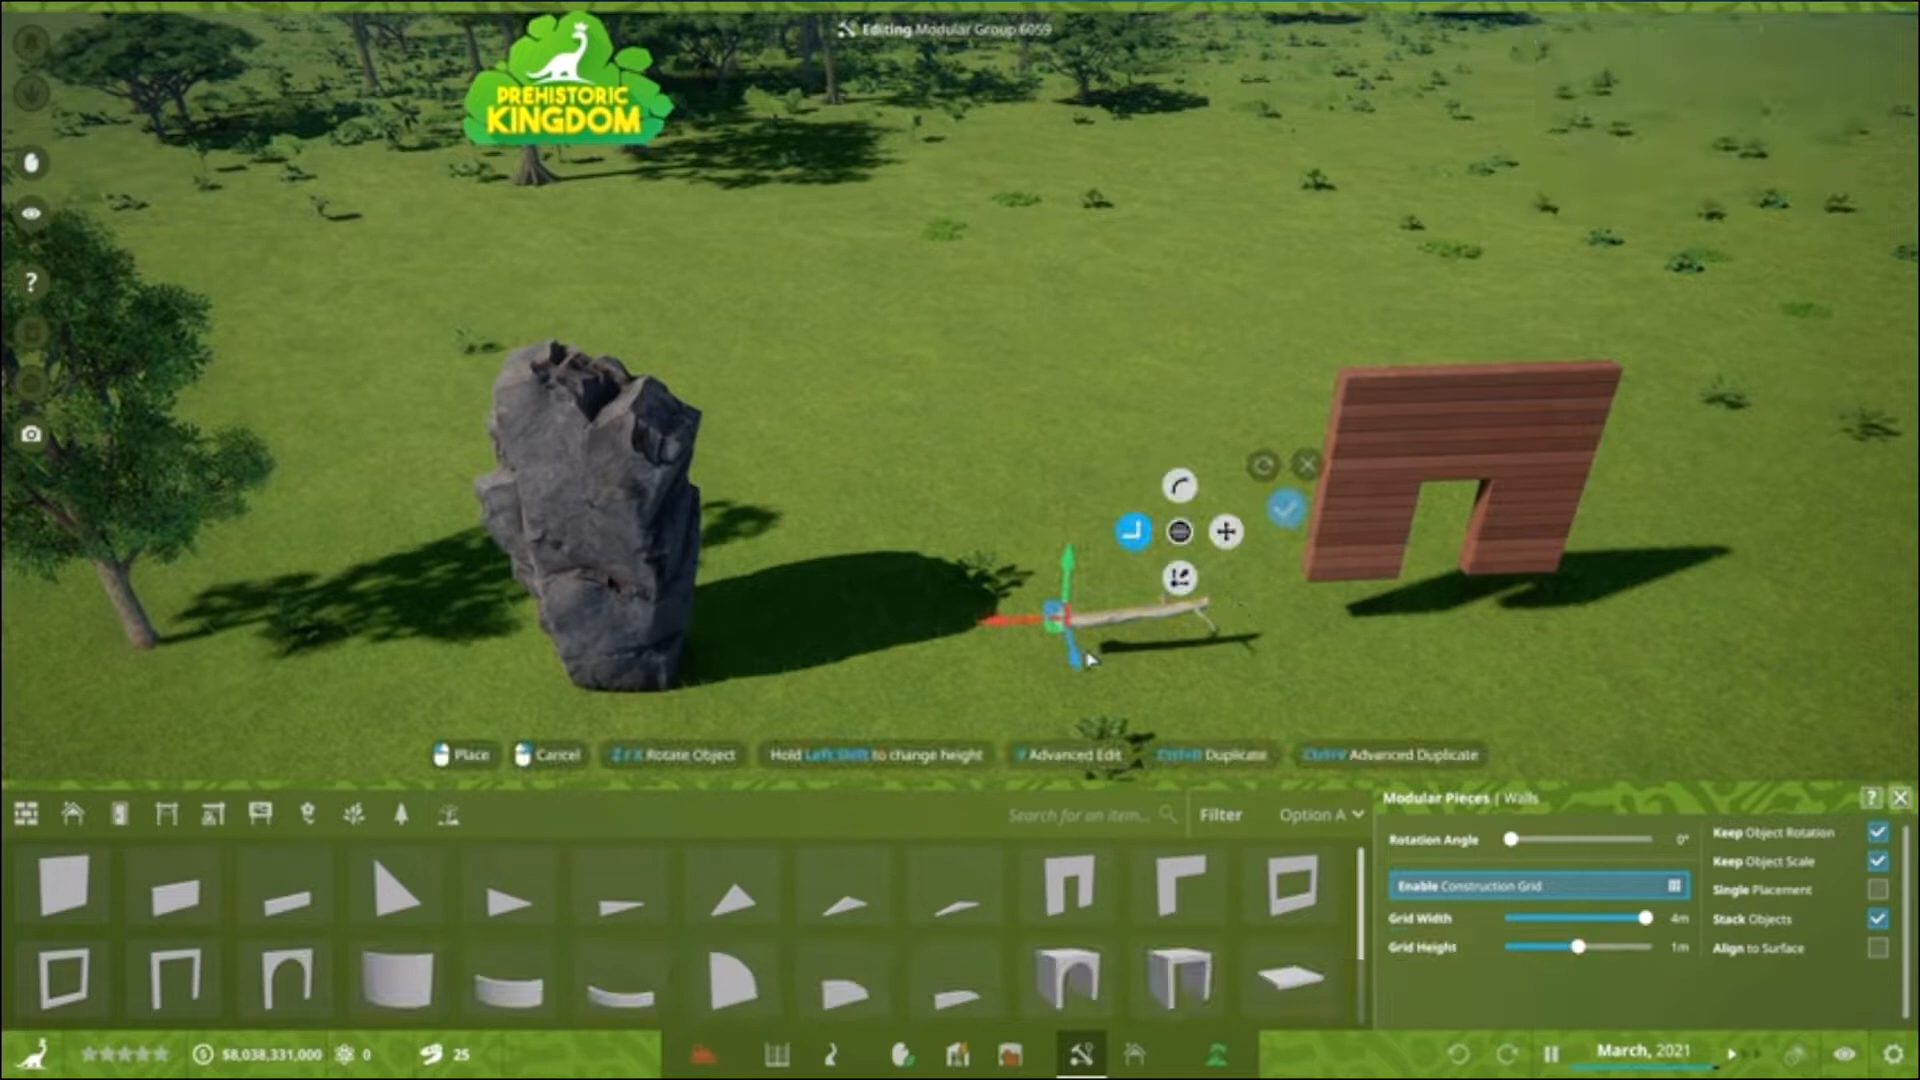 Editing Modular Group 6059
PREHISTORIC
KINGDOM
?
Place
Cancel
Z / X Rotate Object
Hold Left Shift to change height
Advanced Edit
Ctrl+D Duplicate
Ctrl+V Advanced Duplicate
Search for an item...
Filter
Option A
Modular Pieces | Walls
?
Rotation Angle
0°
Enable Construction Grid
Grid Width
4m
Grid Height
1m
Keep Object Rotation
Keep Object Scale
Single Placement
Stack Objects
Align to Surface
$8,038,331,000
0
25
March, 2021